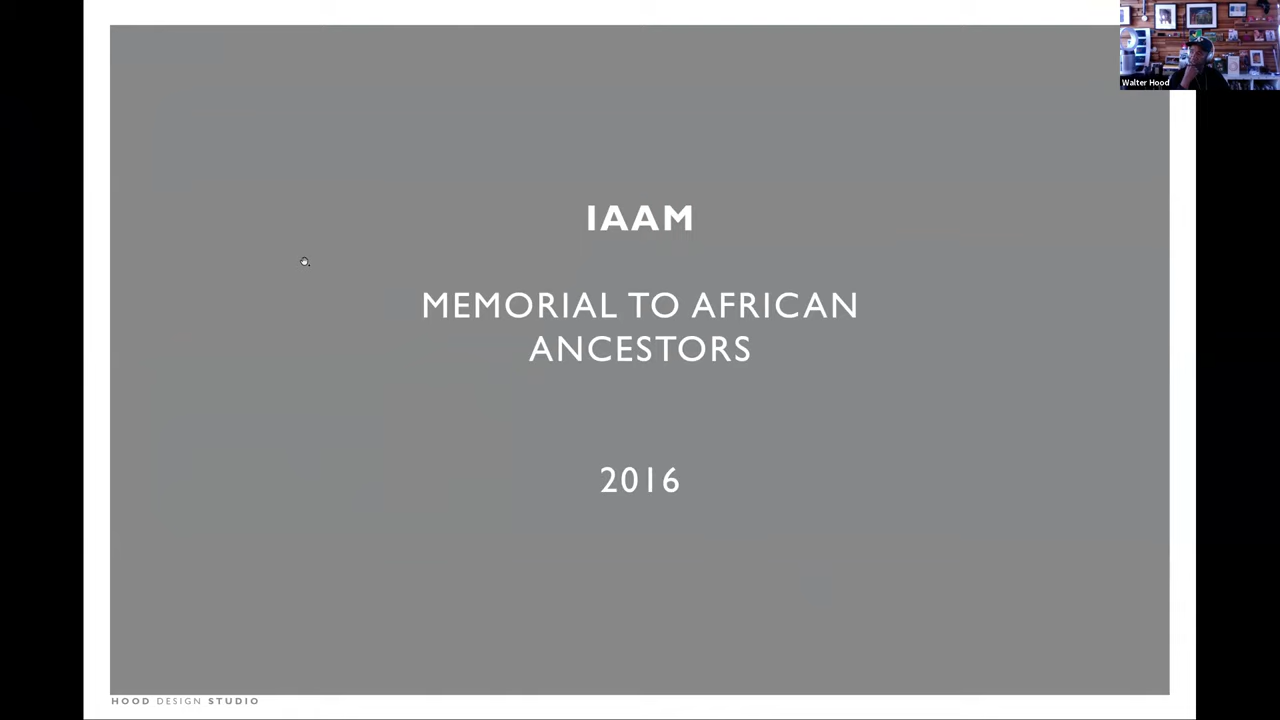 Walter Hood
IAAM
MEMORIAL TO AFRICAN
ANCESTORS
2016
HOOD DESIGN STUDIO